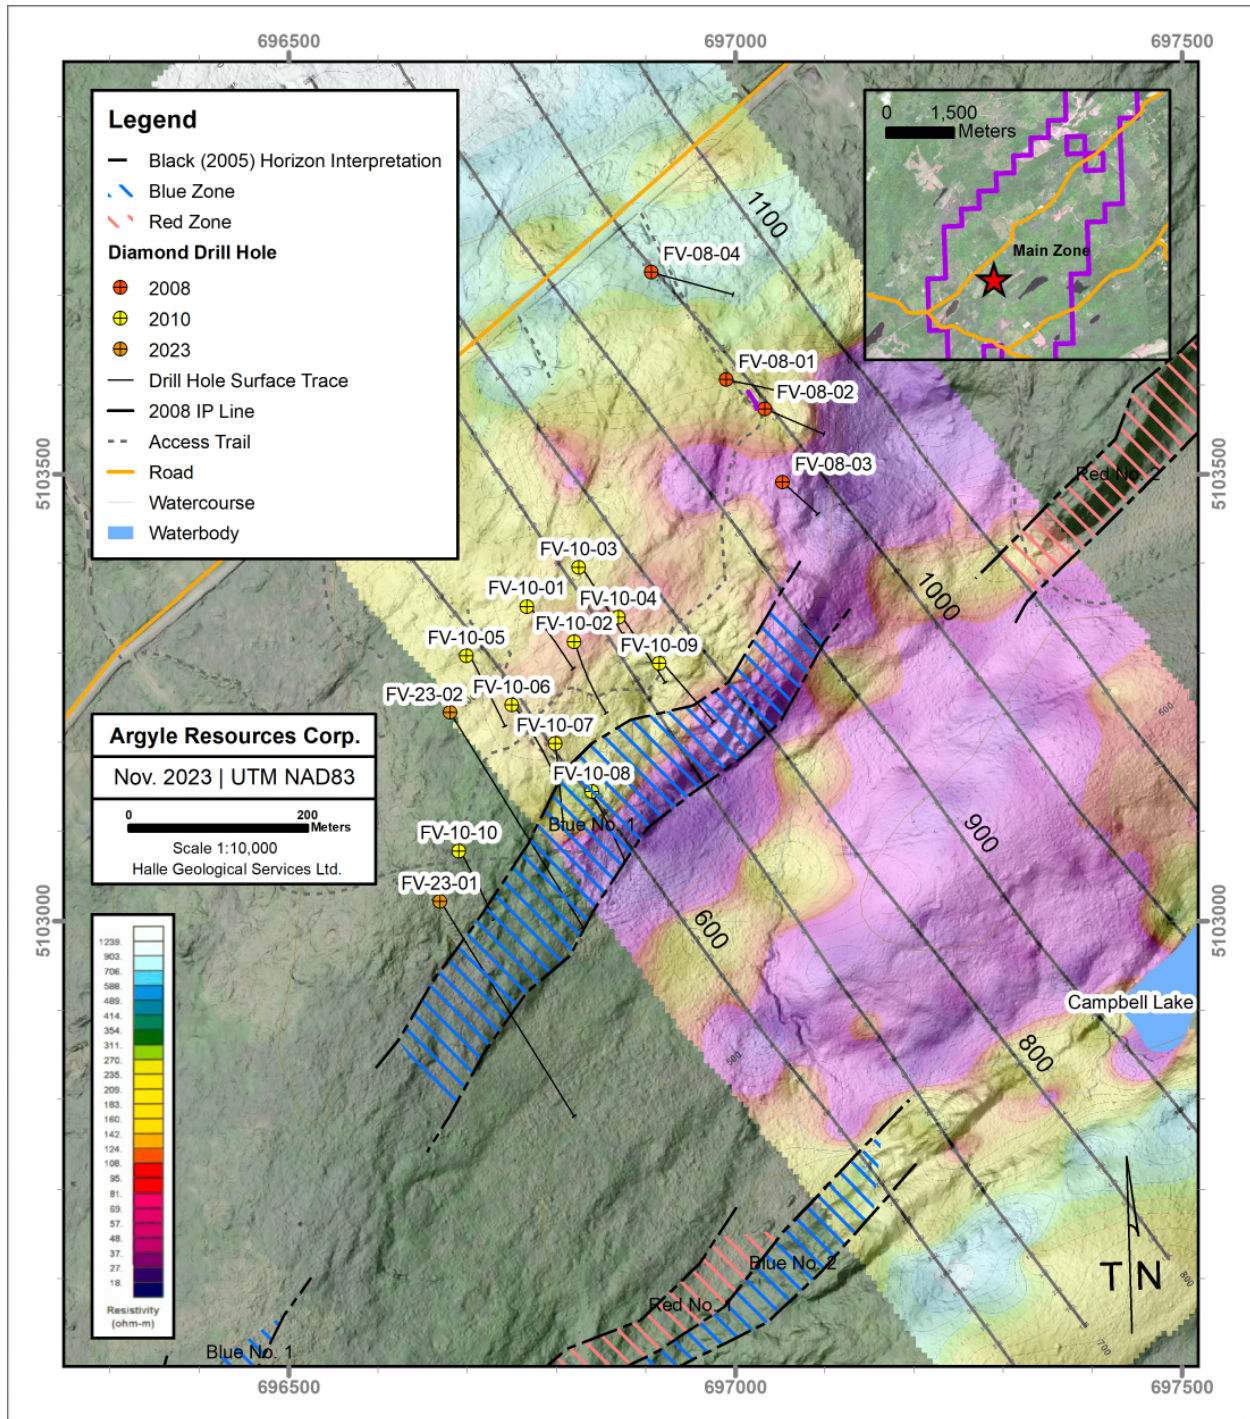 696500
697000
697500
Legend
Black (2005) Horizon Interpretation
Blue Zone
Red Zone
Diamond Drill Hole
2008
2010
2023
Drill Hole Surface Trace
2008 IP Line
Access Trail
Road
Watercourse
Waterbody
0 1,500
Meters
Main Zone
1100
FV-08-04
FV-08-01
FV-08-02
FV-08-03
5103500
5103500
Red No. 2
FV-10-03
FV-10-01
FV-10-04
FV-10-02
FV-10-05
FV-10-09
FV-23-02
FV-10-06
FV-10-07
FV-10-08
Blue No. 1
FV-10-10
FV-23-01
1000
900
600
800
500
500
Argyle Resources Corp.
Nov. 2023 | UTM NAD83
0 200
Meters
Scale 1:10,000
Halle Geological Services Ltd.
5103000
5103000
Campbell Lake
1239.
903.
706.
588.
489.
414.
354.
311.
270.
235.
209.
183.
160.
142.
124.
108.
95.
81.
69.
57.
48.
37.
27.
18.
Resistivity
(ohm-m)
T N
Blue No. 2
Red No. 1
Blue No. 1
800
700
696500
697000
697500